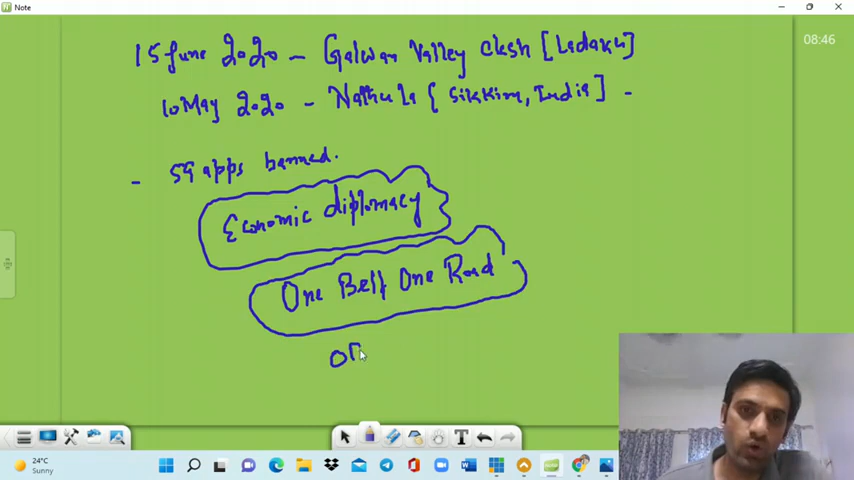 Note
08:46
15 June 2020 - Galwan Valley clash [Ladakh]
10 May 2020 - Nathu La [Sikkim, India] -
- 59 apps banned.
Economic diplomacy
One Belt One Road
OB
24°C
Sunny